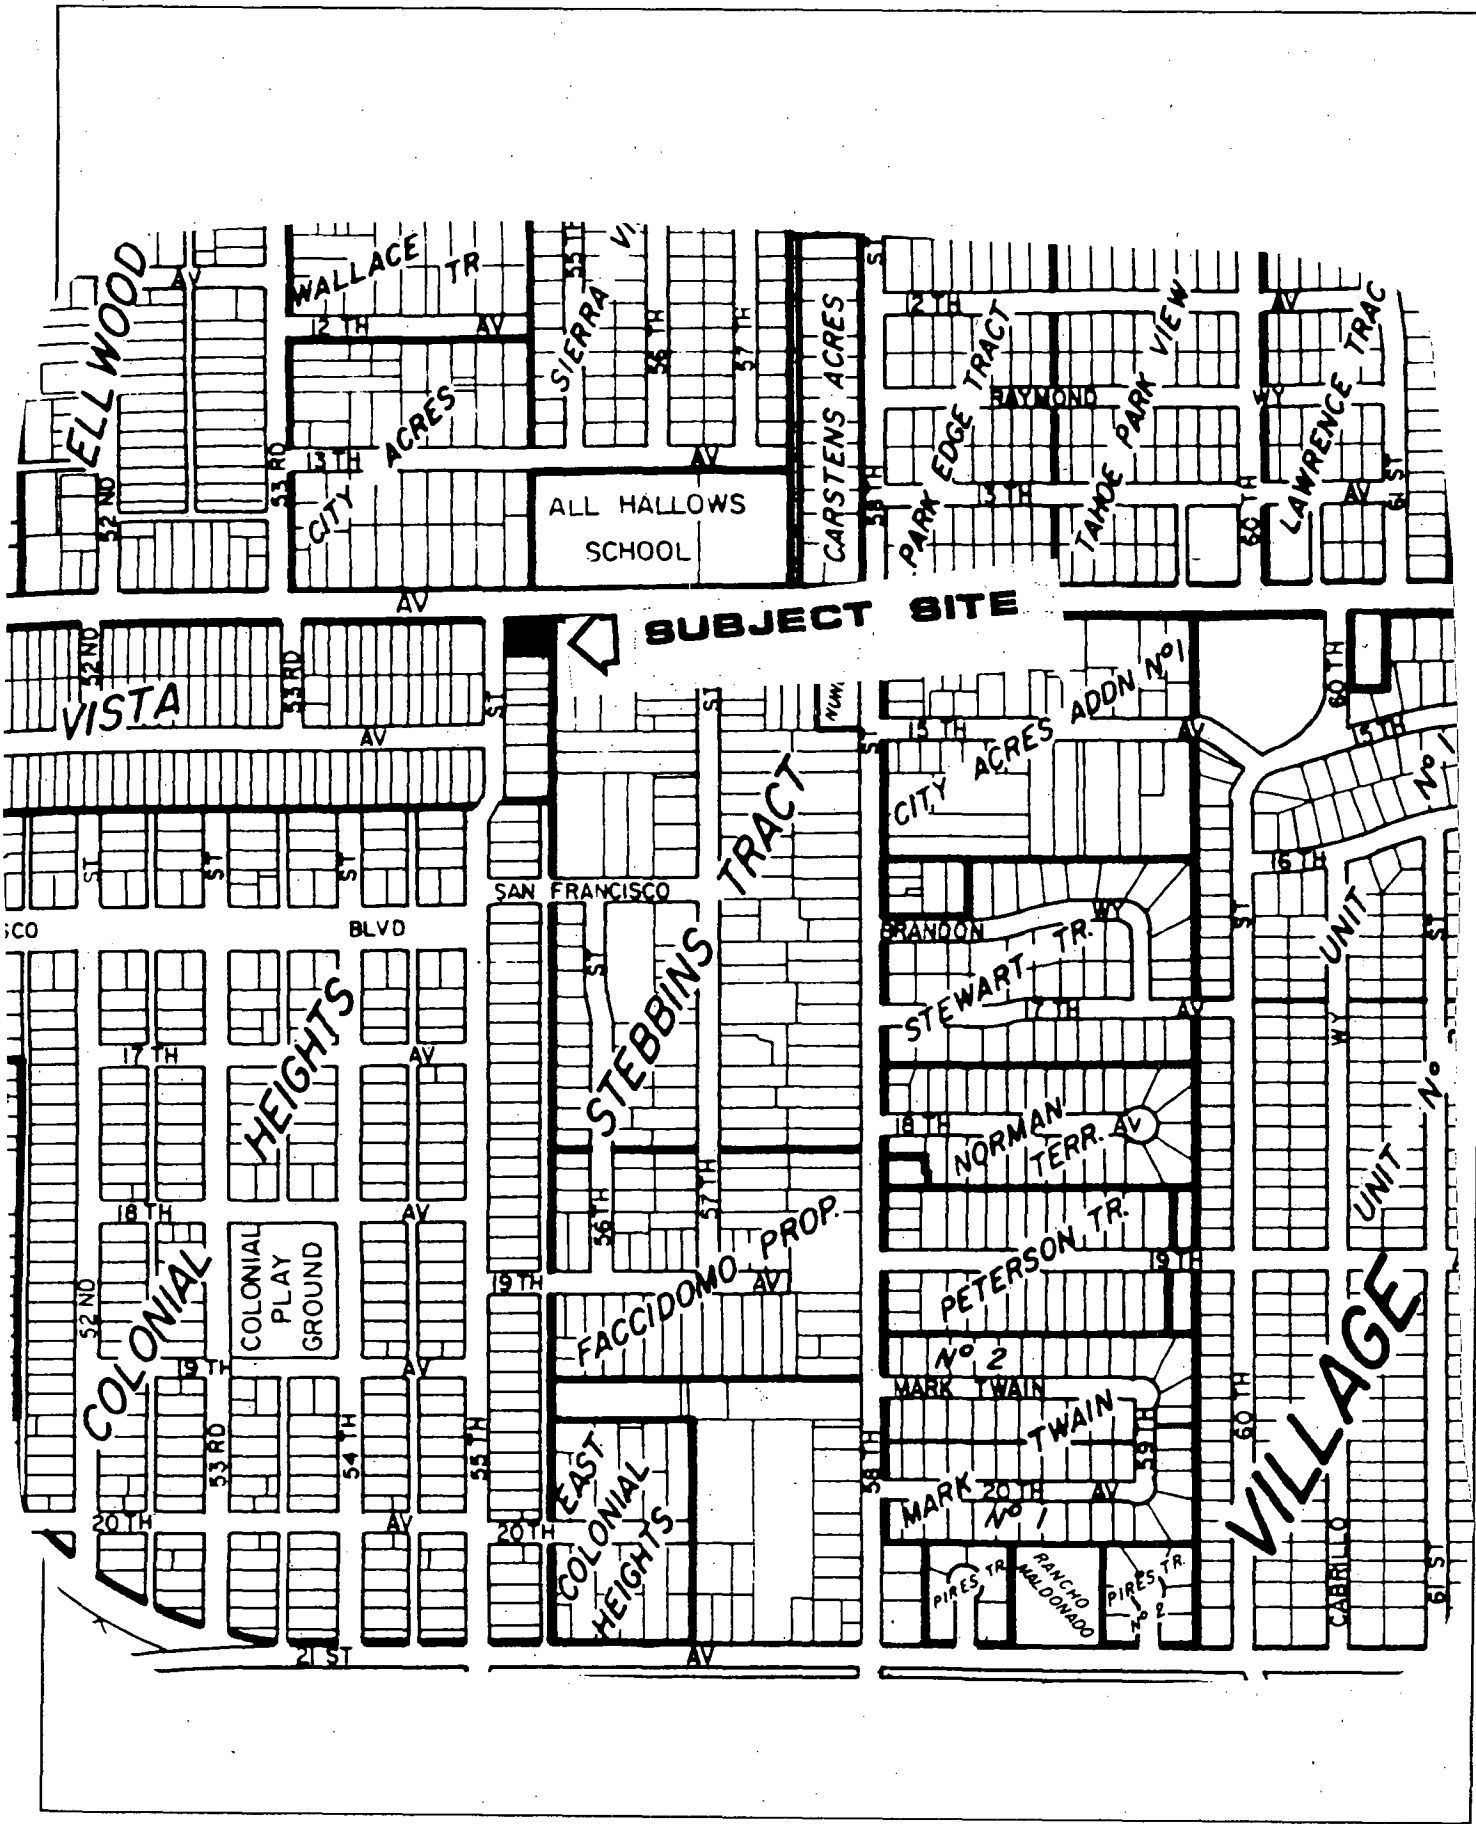 ELLWOOD
AV
WALLACE
TR
12 TH
AV
SIERRA
55 TH
56 TH
57 TH
CARSTENS ACRES
ST
12 TH
AV
PARK EDGE TRACT
TAHOE PARK VIEW
LAWRENCE TRAC
RAYMOND
WY
CITY ACRES
13 TH
AV
53 RD
52 ND
58 TH
13 TH
AV
60 TH
61 ST
ALL HALLOWS
SCHOOL
AV
SUBJECT SITE
52 ND
53 RD
ST
VISTA
AV
ST
NUW.
ST
15 TH
AV
CITY ACRES ADDN Nº 1
60 TH
15 TH
Nº 1
STEBBINS TRACT
ST
ST
ST
SAN FRANCISCO
SCO
BLVD
16 TH
UNIT
ST
ST
ST
BRANDON
WY
STEWART TR.
17 TH
AV
WY
17 TH
AV
COLONIAL HEIGHTS
18 TH
AV
NORMAN
TERR.
UNIT Nº
18 TH
AV
56 TH
57 TH
COLONIAL
PLAY
GROUND
52 ND
19 TH
AV
FACCIDOMO PROP.
PETERSON TR.
19 TH
19 TH
AV
Nº 2
MARK TWAIN
MARK TWAIN
Nº 1
59 TH
60 TH
VILLAGE
53 RD
54 TH
55 TH
58 TH
20 TH
AV
20 TH
AV
20 TH
EAST
COLONIAL
HEIGHTS
PIRES TR.
RANCHO
MALDONADO
PIRES TR.
Nº 2
CABRILLO
61 ST
21 ST
AV